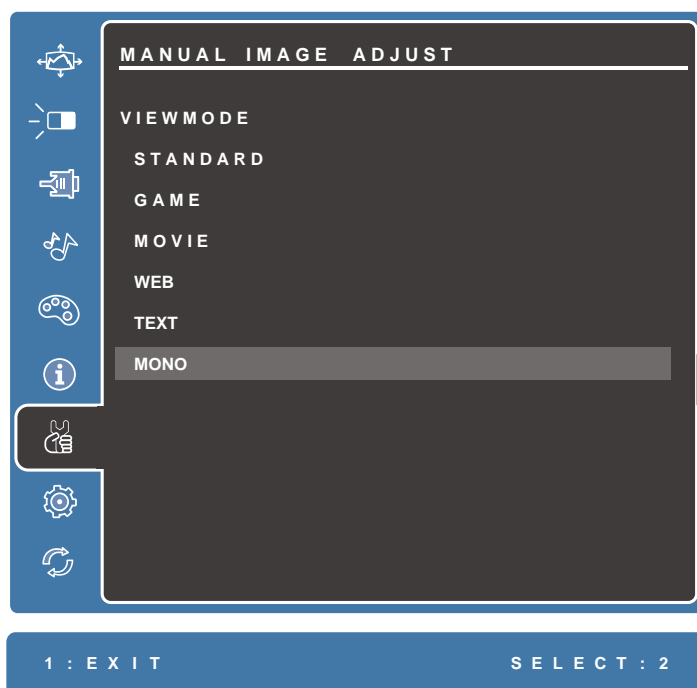 MANUAL IMAGE ADJUST
VIEWMODE
STANDARD
GAME
MOVIE
WEB
TEXT
MONO
1:EXIT SELECT:2